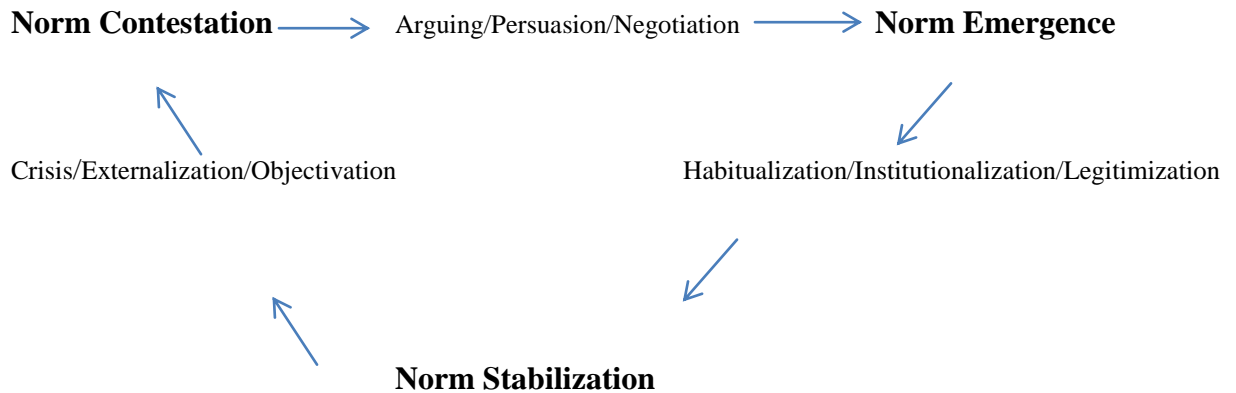 Norm Contestation Arguing/Persuasion/Negotiation Norm Emergence
Crisis/Externalization/Objectivation Habitualization/Institutionalization/Legitimization
Norm Stabilization